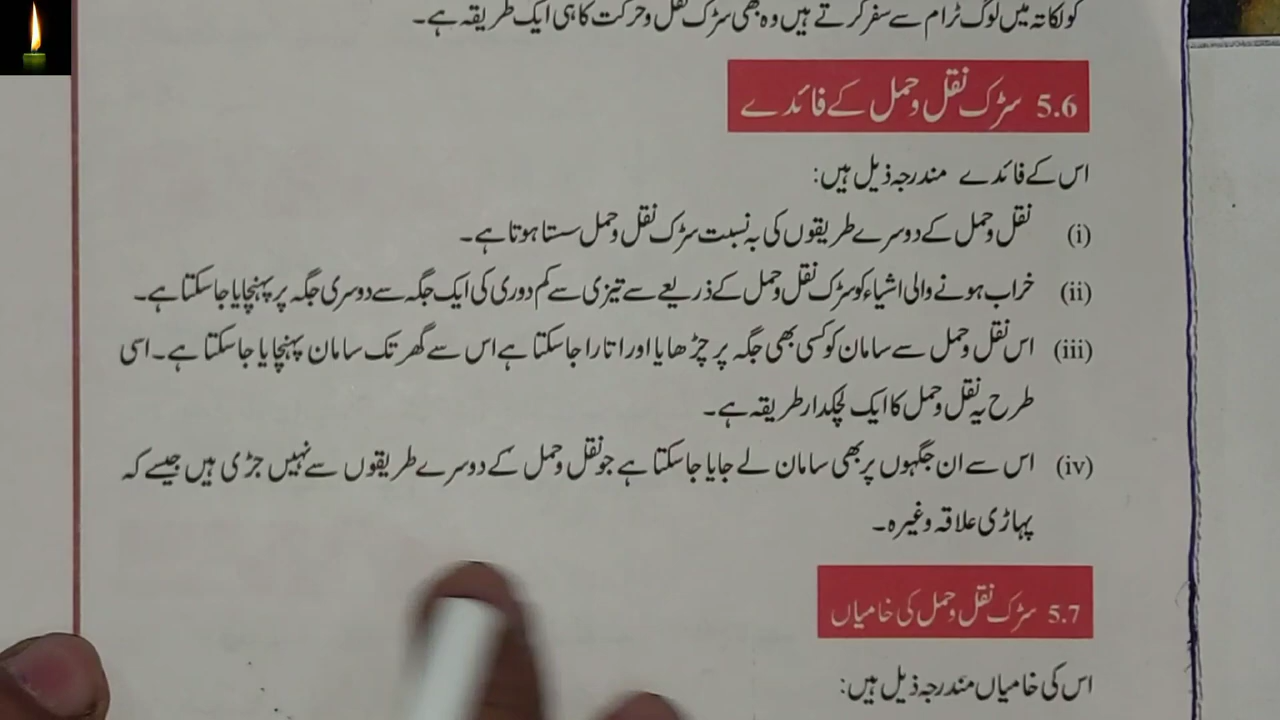 کولکاتہ میں لوگ ٹرام سے سفر کرتے ہیں وہ بھی سڑک نقل وحرکت کا ہی ایک طریقہ ہے۔
5.6 سڑک نقل وحمل کے فائدے
اس کے فائدے مندرجہ ذیل ہیں:
(i) نقل وحمل کے دوسرے طریقوں کی بہ نسبت سڑک نقل وحمل سستا ہوتا ہے۔
(ii) خراب ہونے والی اشیاء کو سڑک نقل وحمل کے ذریعے سے تیزی سے کم دوری کی ایک جگہ سے دوسری جگہ پر پہنچایا جاسکتا ہے۔
(iii) اس نقل وحمل سے سامان کو کسی بھی جگہ پر چڑھایا اور اتارا جاسکتا ہے اس سے گھر تک سامان پہنچایا جاسکتا ہے۔ اسی
طرح یہ نقل وحمل کا ایک لچکدار طریقہ ہے۔
(iv) اس سے ان جگہوں پر بھی سامان لے جایا جاسکتا ہے جو نقل وحمل کے دوسرے طریقوں سے نہیں جڑی ہیں جیسے کہ
پہاڑی علاقہ وغیرہ۔
5.7 سڑک نقل وحمل کی خامیاں
اس کی خامیاں مندرجہ ذیل ہیں: